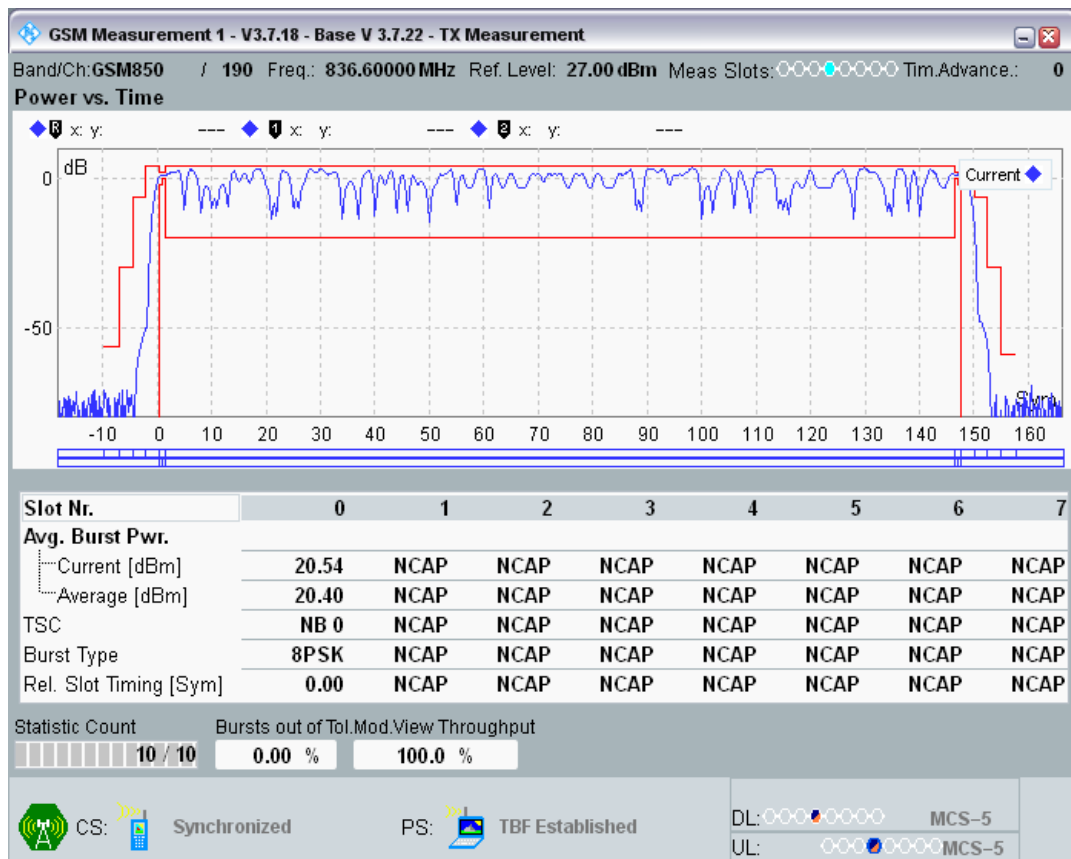 GSM Measurement 1 - V3.7.18 - Base V 3.7.22 - TX Measurement
Band/Ch:GSM850 / 190 Freq.: 836.60000 MHz Ref. Level: 27.00 dBm Meas Slots: Tim.Advance.: 0
Power vs. Time
R x: y: --- 1 x: y: --- 2 x: y: ---
dB
Current
0
-50
Sym
-10 0 10 20 30 40 50 60 70 80 90 100 110 120 130 140 150 160
Slot Nr. 0 1 2 3 4 5 6 7
Avg. Burst Pwr.
Current [dBm] 20.54 NCAP NCAP NCAP NCAP NCAP NCAP NCAP
Average [dBm] 20.40 NCAP NCAP NCAP NCAP NCAP NCAP NCAP
TSC NB 0 NCAP NCAP NCAP NCAP NCAP NCAP NCAP
Burst Type 8PSK NCAP NCAP NCAP NCAP NCAP NCAP NCAP
Rel. Slot Timing [Sym] 0.00 NCAP NCAP NCAP NCAP NCAP NCAP NCAP
Statistic Count Bursts out of Tol.Mod.View Throughput
10 / 10 0.00 % 100.0 %
CS: Synchronized PS: TBF Established
DL: MCS-5
UL: MCS-5